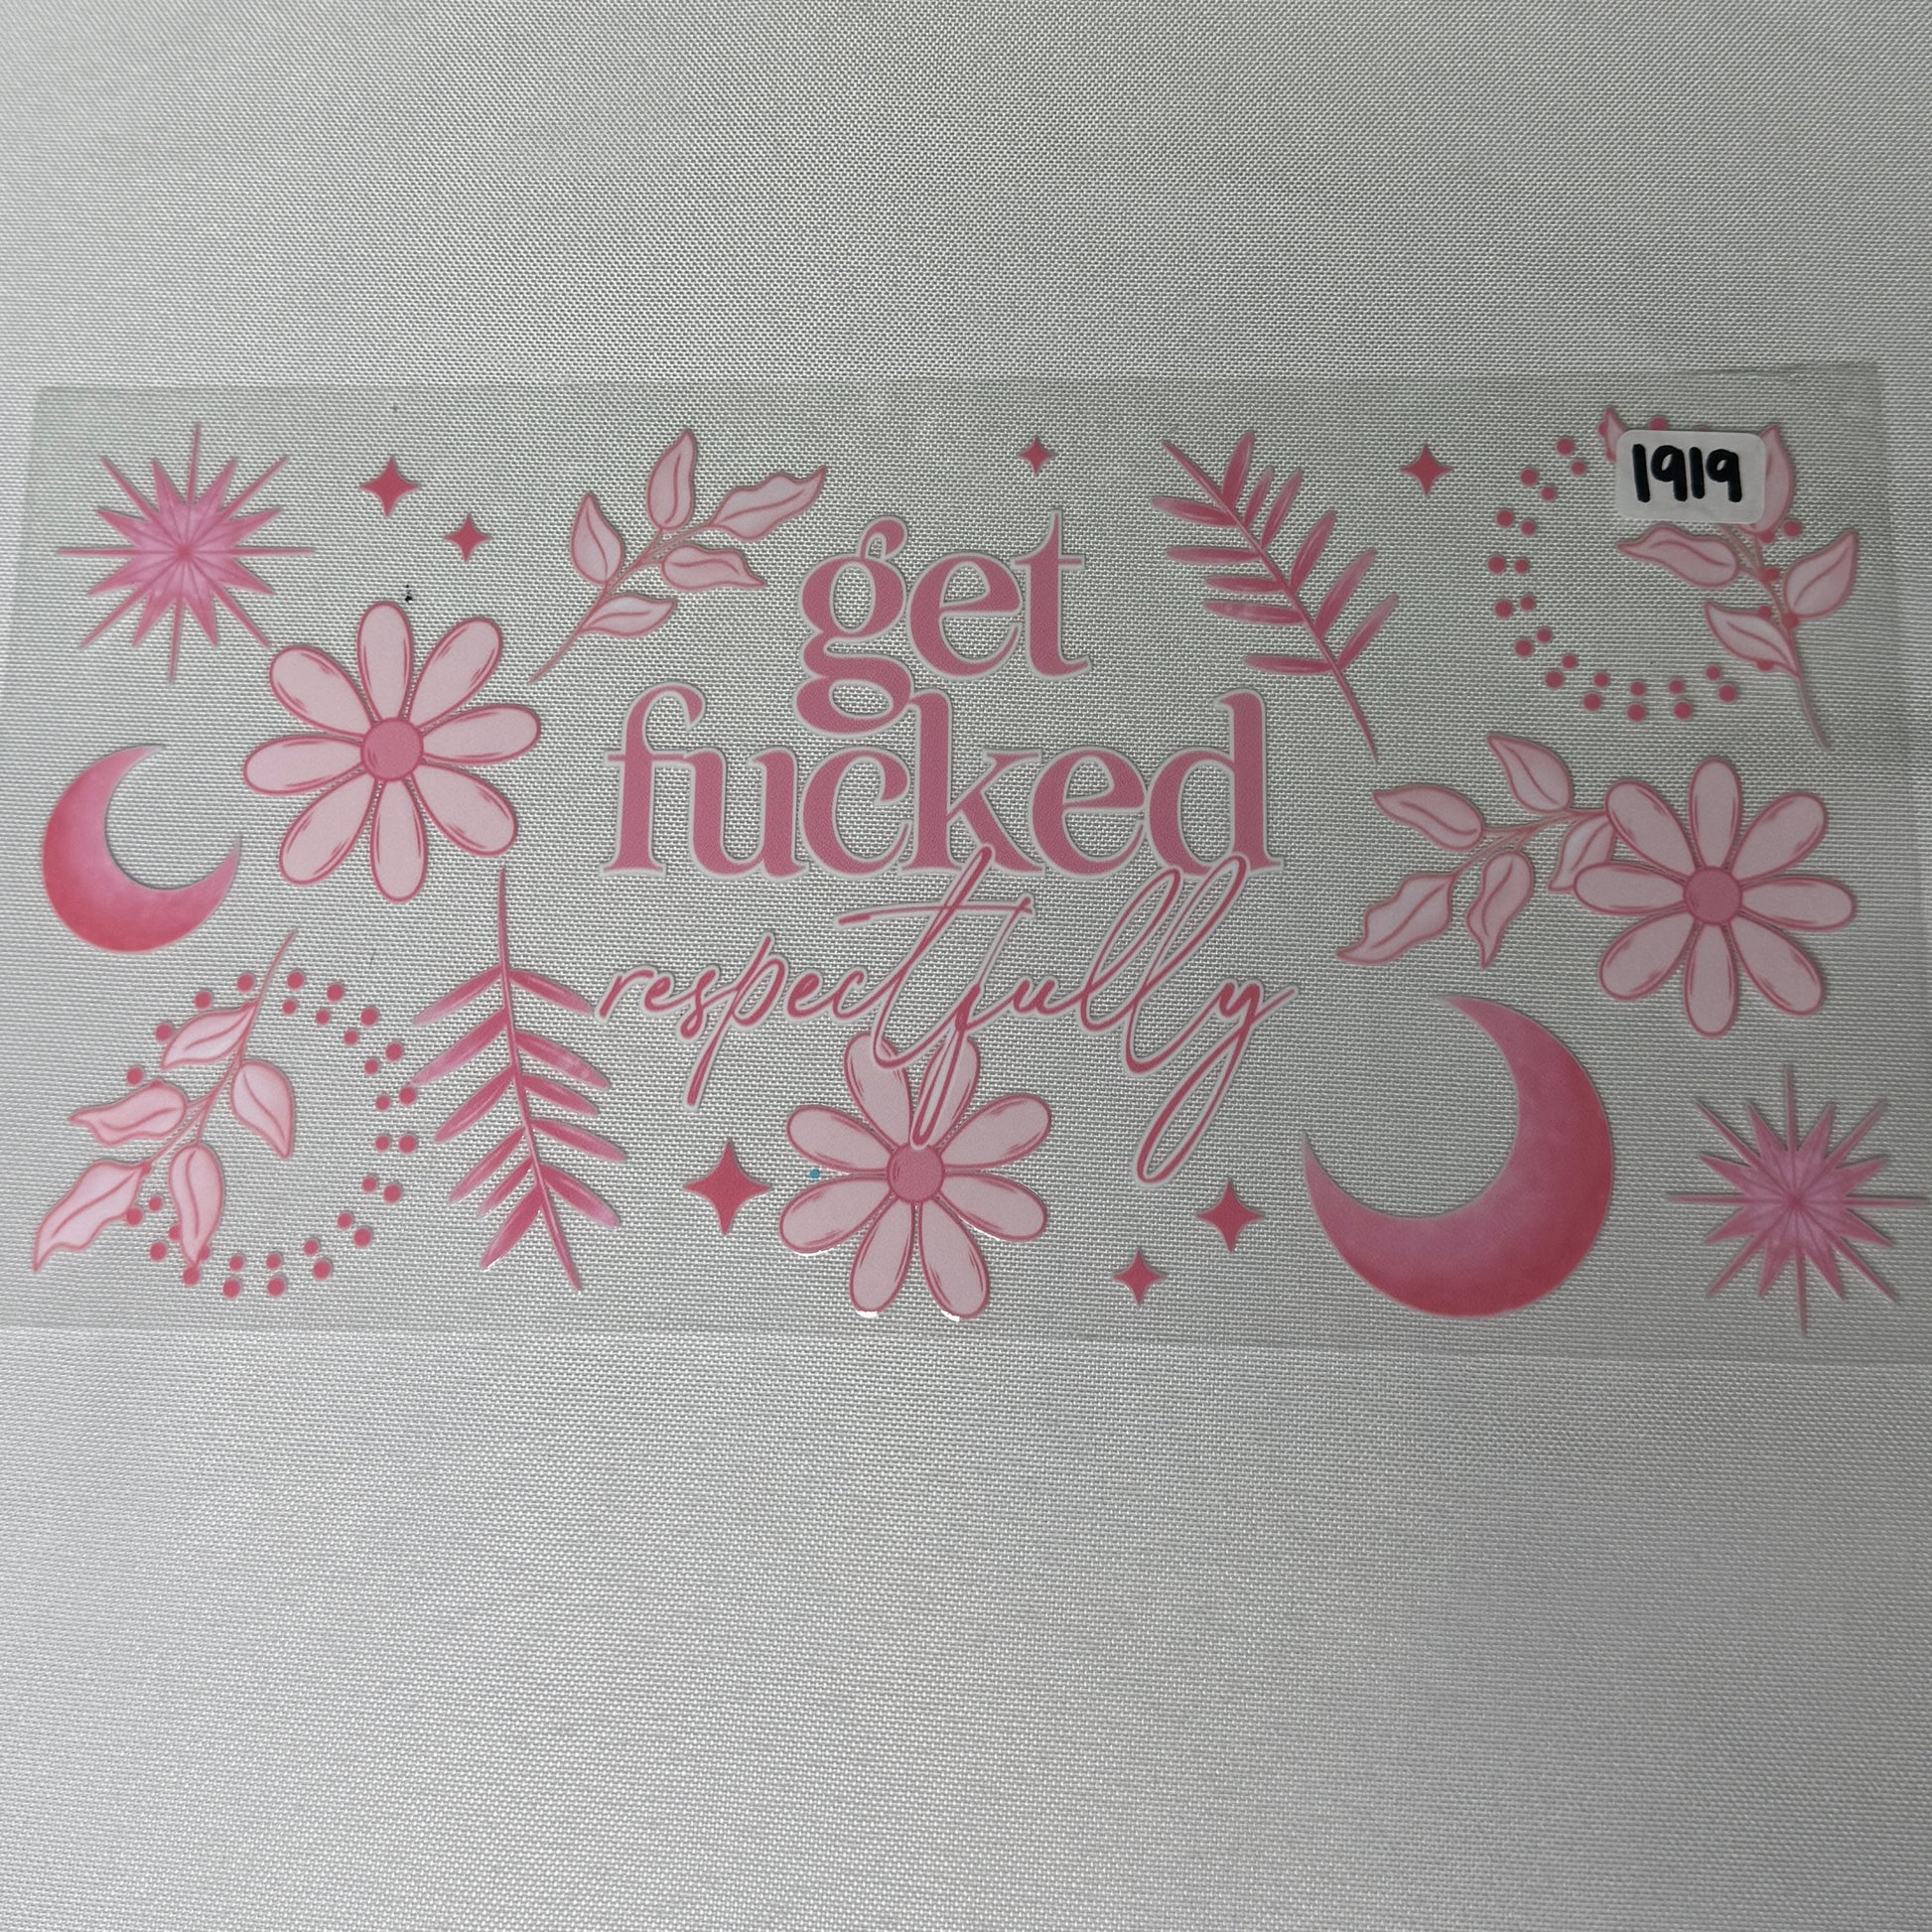 1919
get
fucked
respectfully